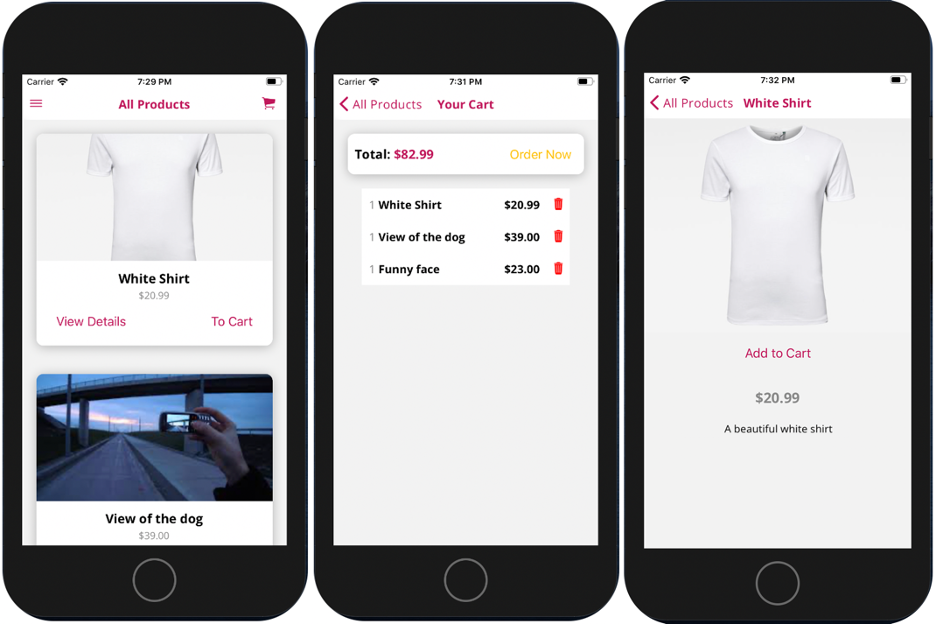 Carrier 7:29 PM
All Products
White Shirt
$20.99
View Details To Cart
View of the dog
$39.00
Carrier 7:31 PM
All Products Your Cart
Total: $82.99 Order Now
1 White Shirt $20.99
1 View of the dog $39.00
1 Funny face $23.00
Carrier 7:32 PM
All Products White Shirt
Add to Cart
$20.99
A beautiful white shirt